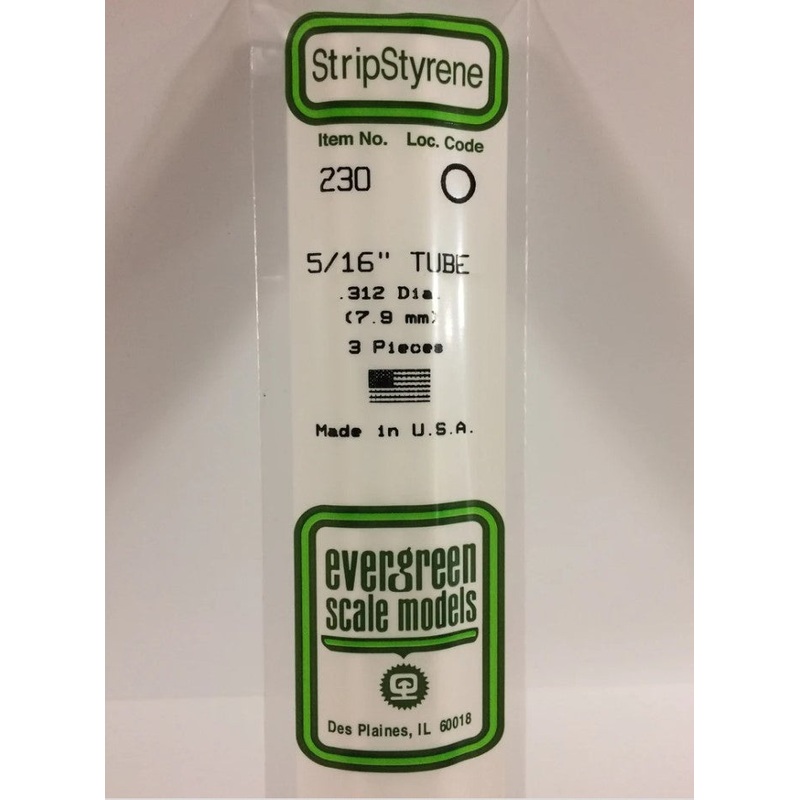 StripStyrene
Item No. Loc. Code
230 O
5/16" TUBE
.312 Dia.
(7.9 mm)
3 Pieces
Made in U.S.A.
evergreen
scale models
Des Plaines, IL 60018